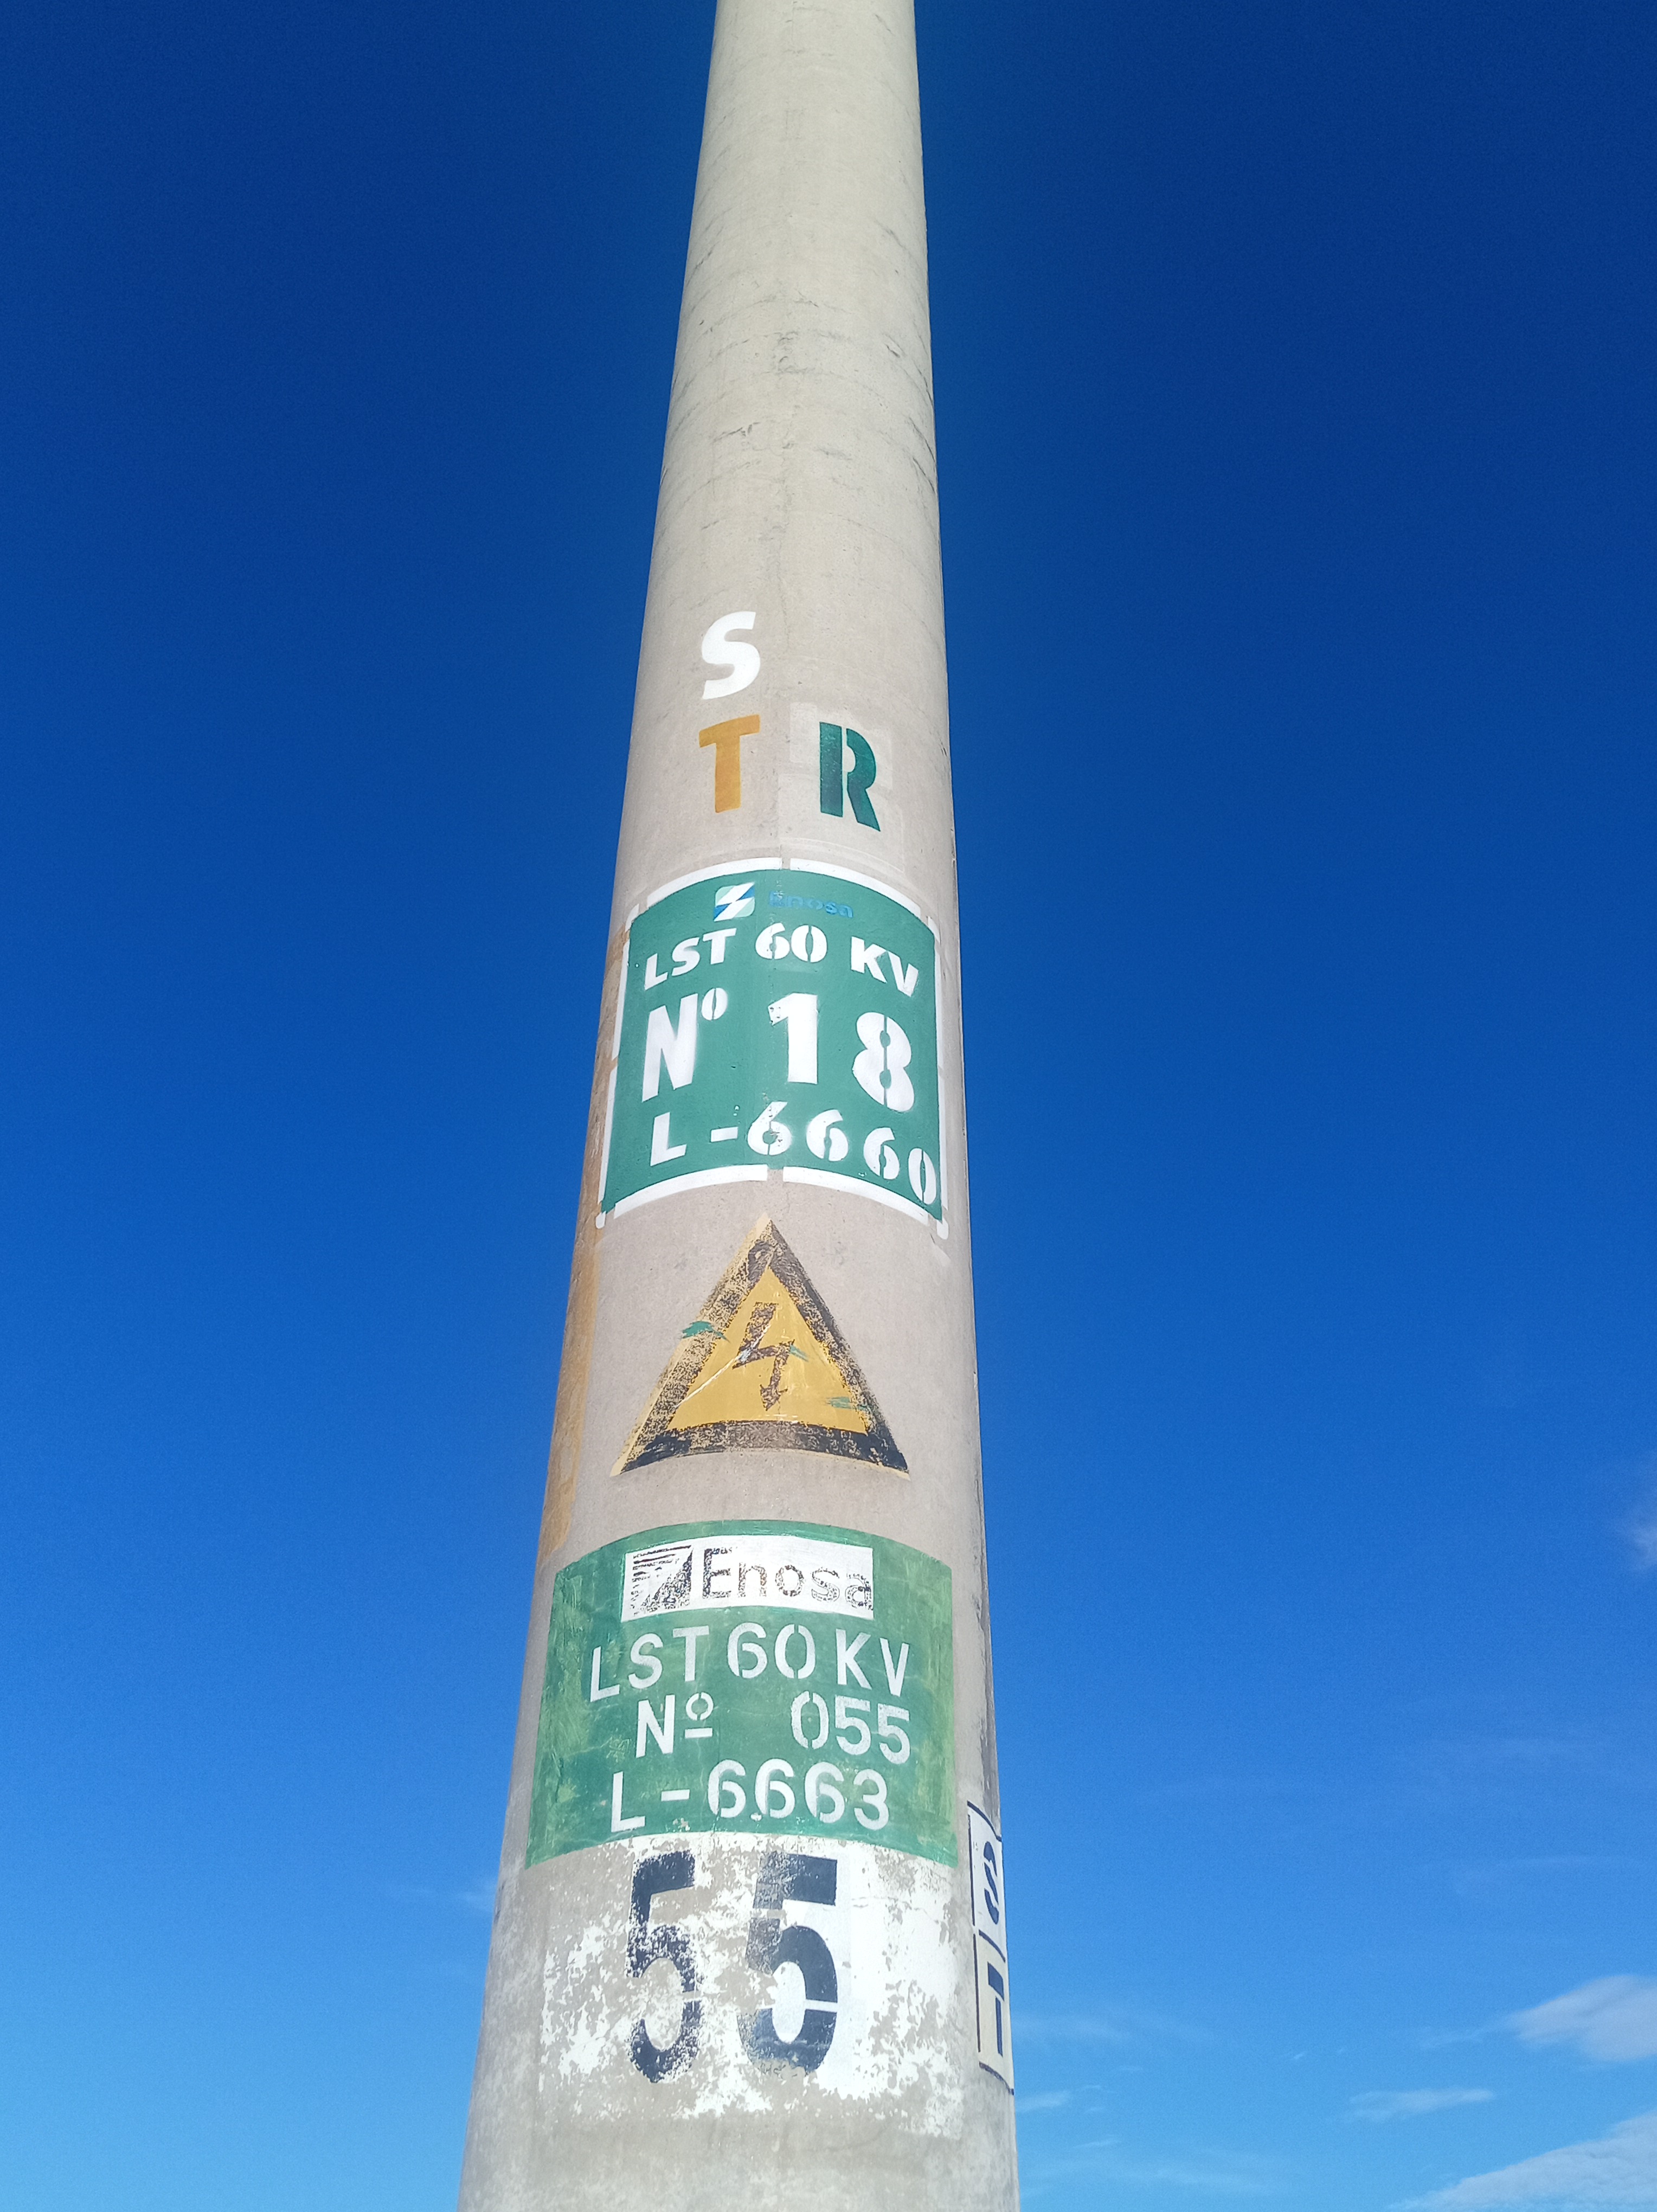 S
T R
Enosa
LST 60 KV
Nº 18
L-6660
Enosa
LST 60 KV
Nº 055
L-6663
55
S
T